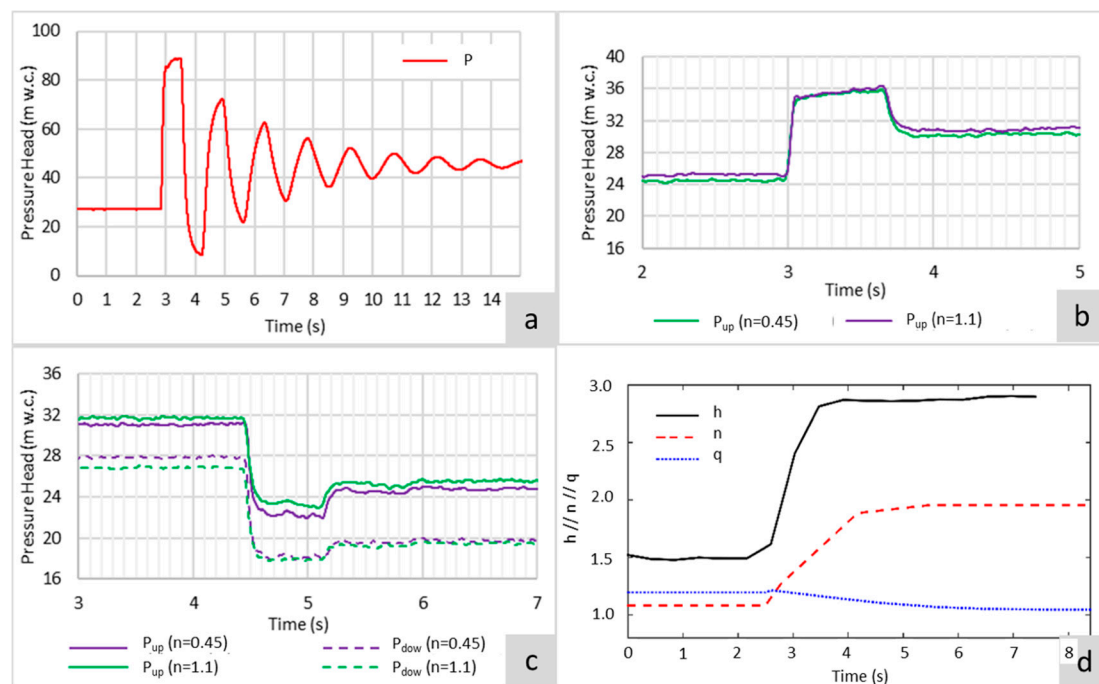 100
80
60
40
20
0
Pressure Head (m w.c.)
P
0 1 2 3 4 5 6 7 8 9 10 11 12 13 14
Time (s)
a
36
32
28
24
20
16
Pressure Head (m w.c.)
2 3 4 5
Time (s)
Pup (n=0.45) Pup (n=1.1)
b
36
32
28
24
20
16
Pressure Head (m w.c.)
3 4 5 6 7
Time (s)
Pup (n=0.45) Pdow (n=0.45)
Pup (n=1.1) Pdow (n=1.1)
c
3.0
2.5
2.0
1.5
1.0
h // n // q
h
n
q
0 1 2 3 4 5 6 7 8
Time (s)
d